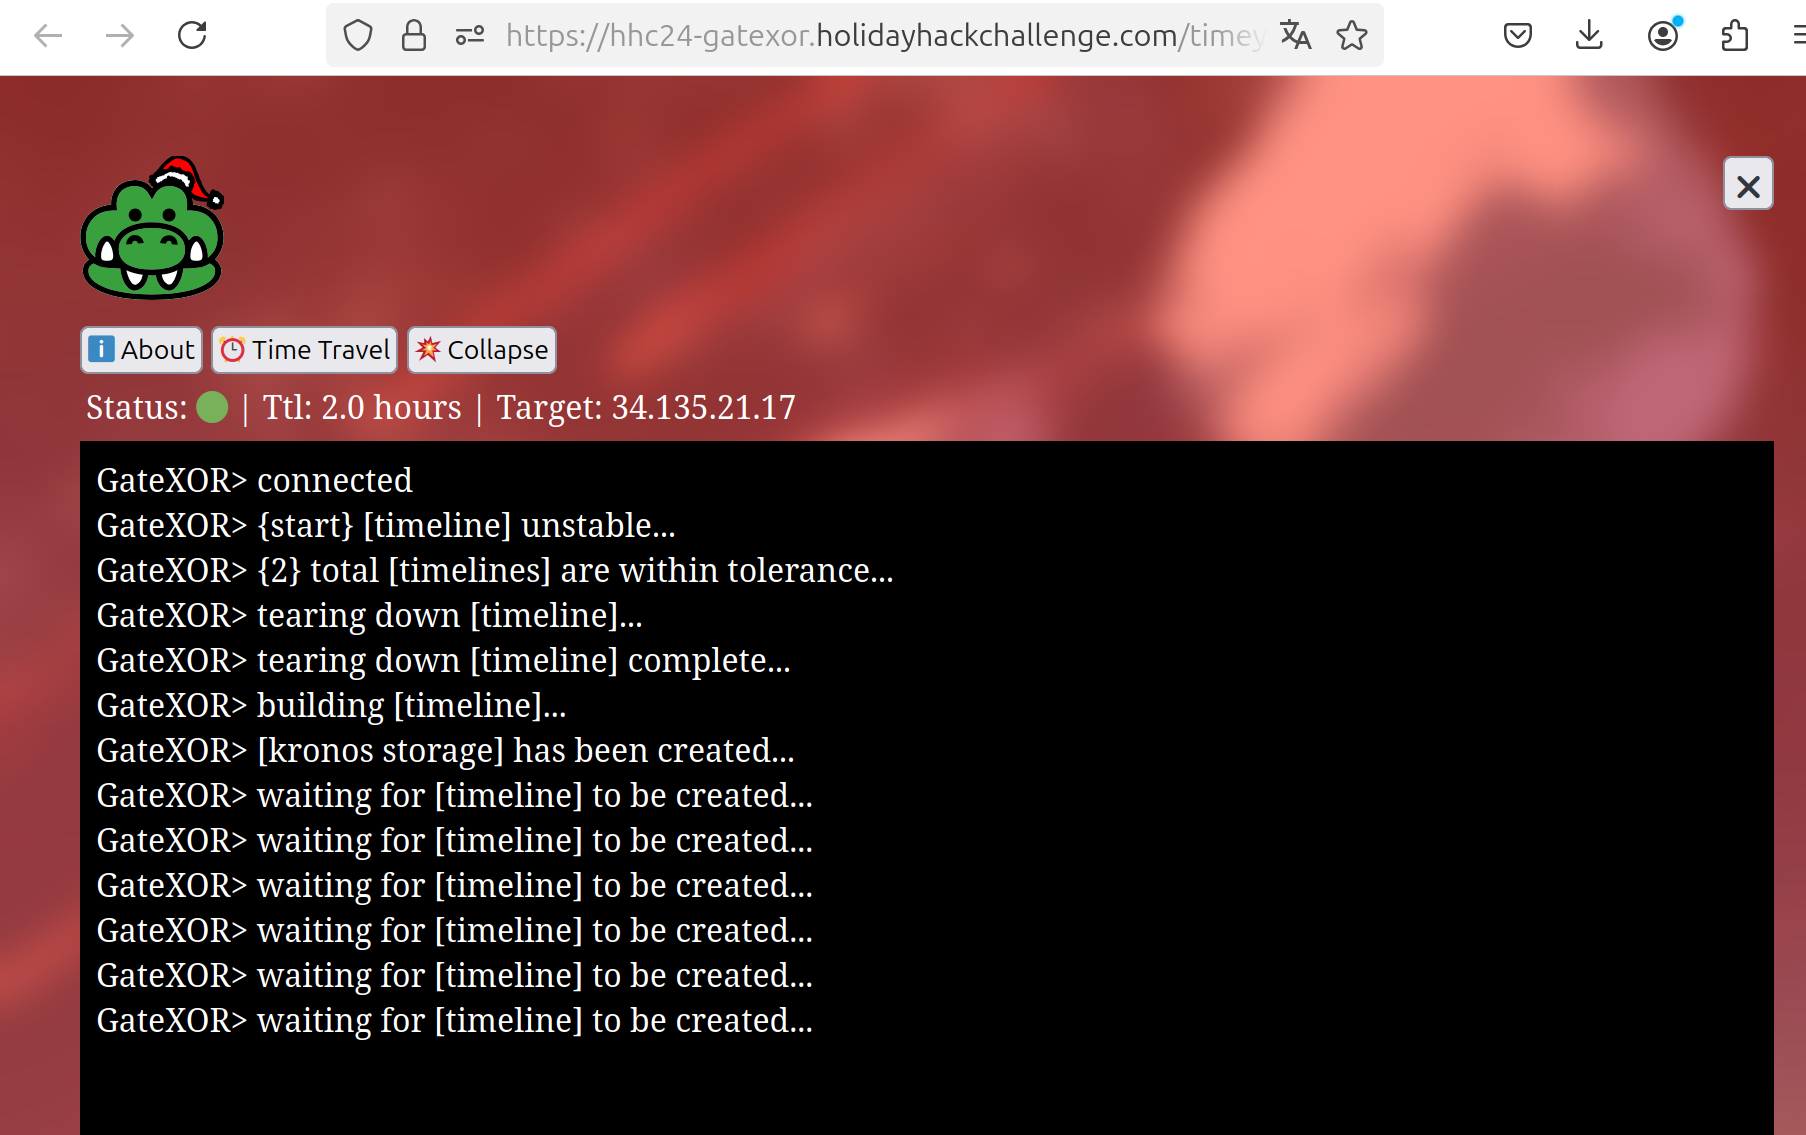 https://hhc24-gatexor.holidayhackchallenge.com/timey
About Time Travel Collapse
Status: | Ttl: 2.0 hours | Target: 34.135.21.17
GateXOR> connected
GateXOR> {start} [timeline] unstable...
GateXOR> {2} total [timelines] are within tolerance...
GateXOR> tearing down [timeline]...
GateXOR> tearing down [timeline] complete...
GateXOR> building [timeline]...
GateXOR> [kronos storage] has been created...
GateXOR> waiting for [timeline] to be created...
GateXOR> waiting for [timeline] to be created...
GateXOR> waiting for [timeline] to be created...
GateXOR> waiting for [timeline] to be created...
GateXOR> waiting for [timeline] to be created...
GateXOR> waiting for [timeline] to be created...